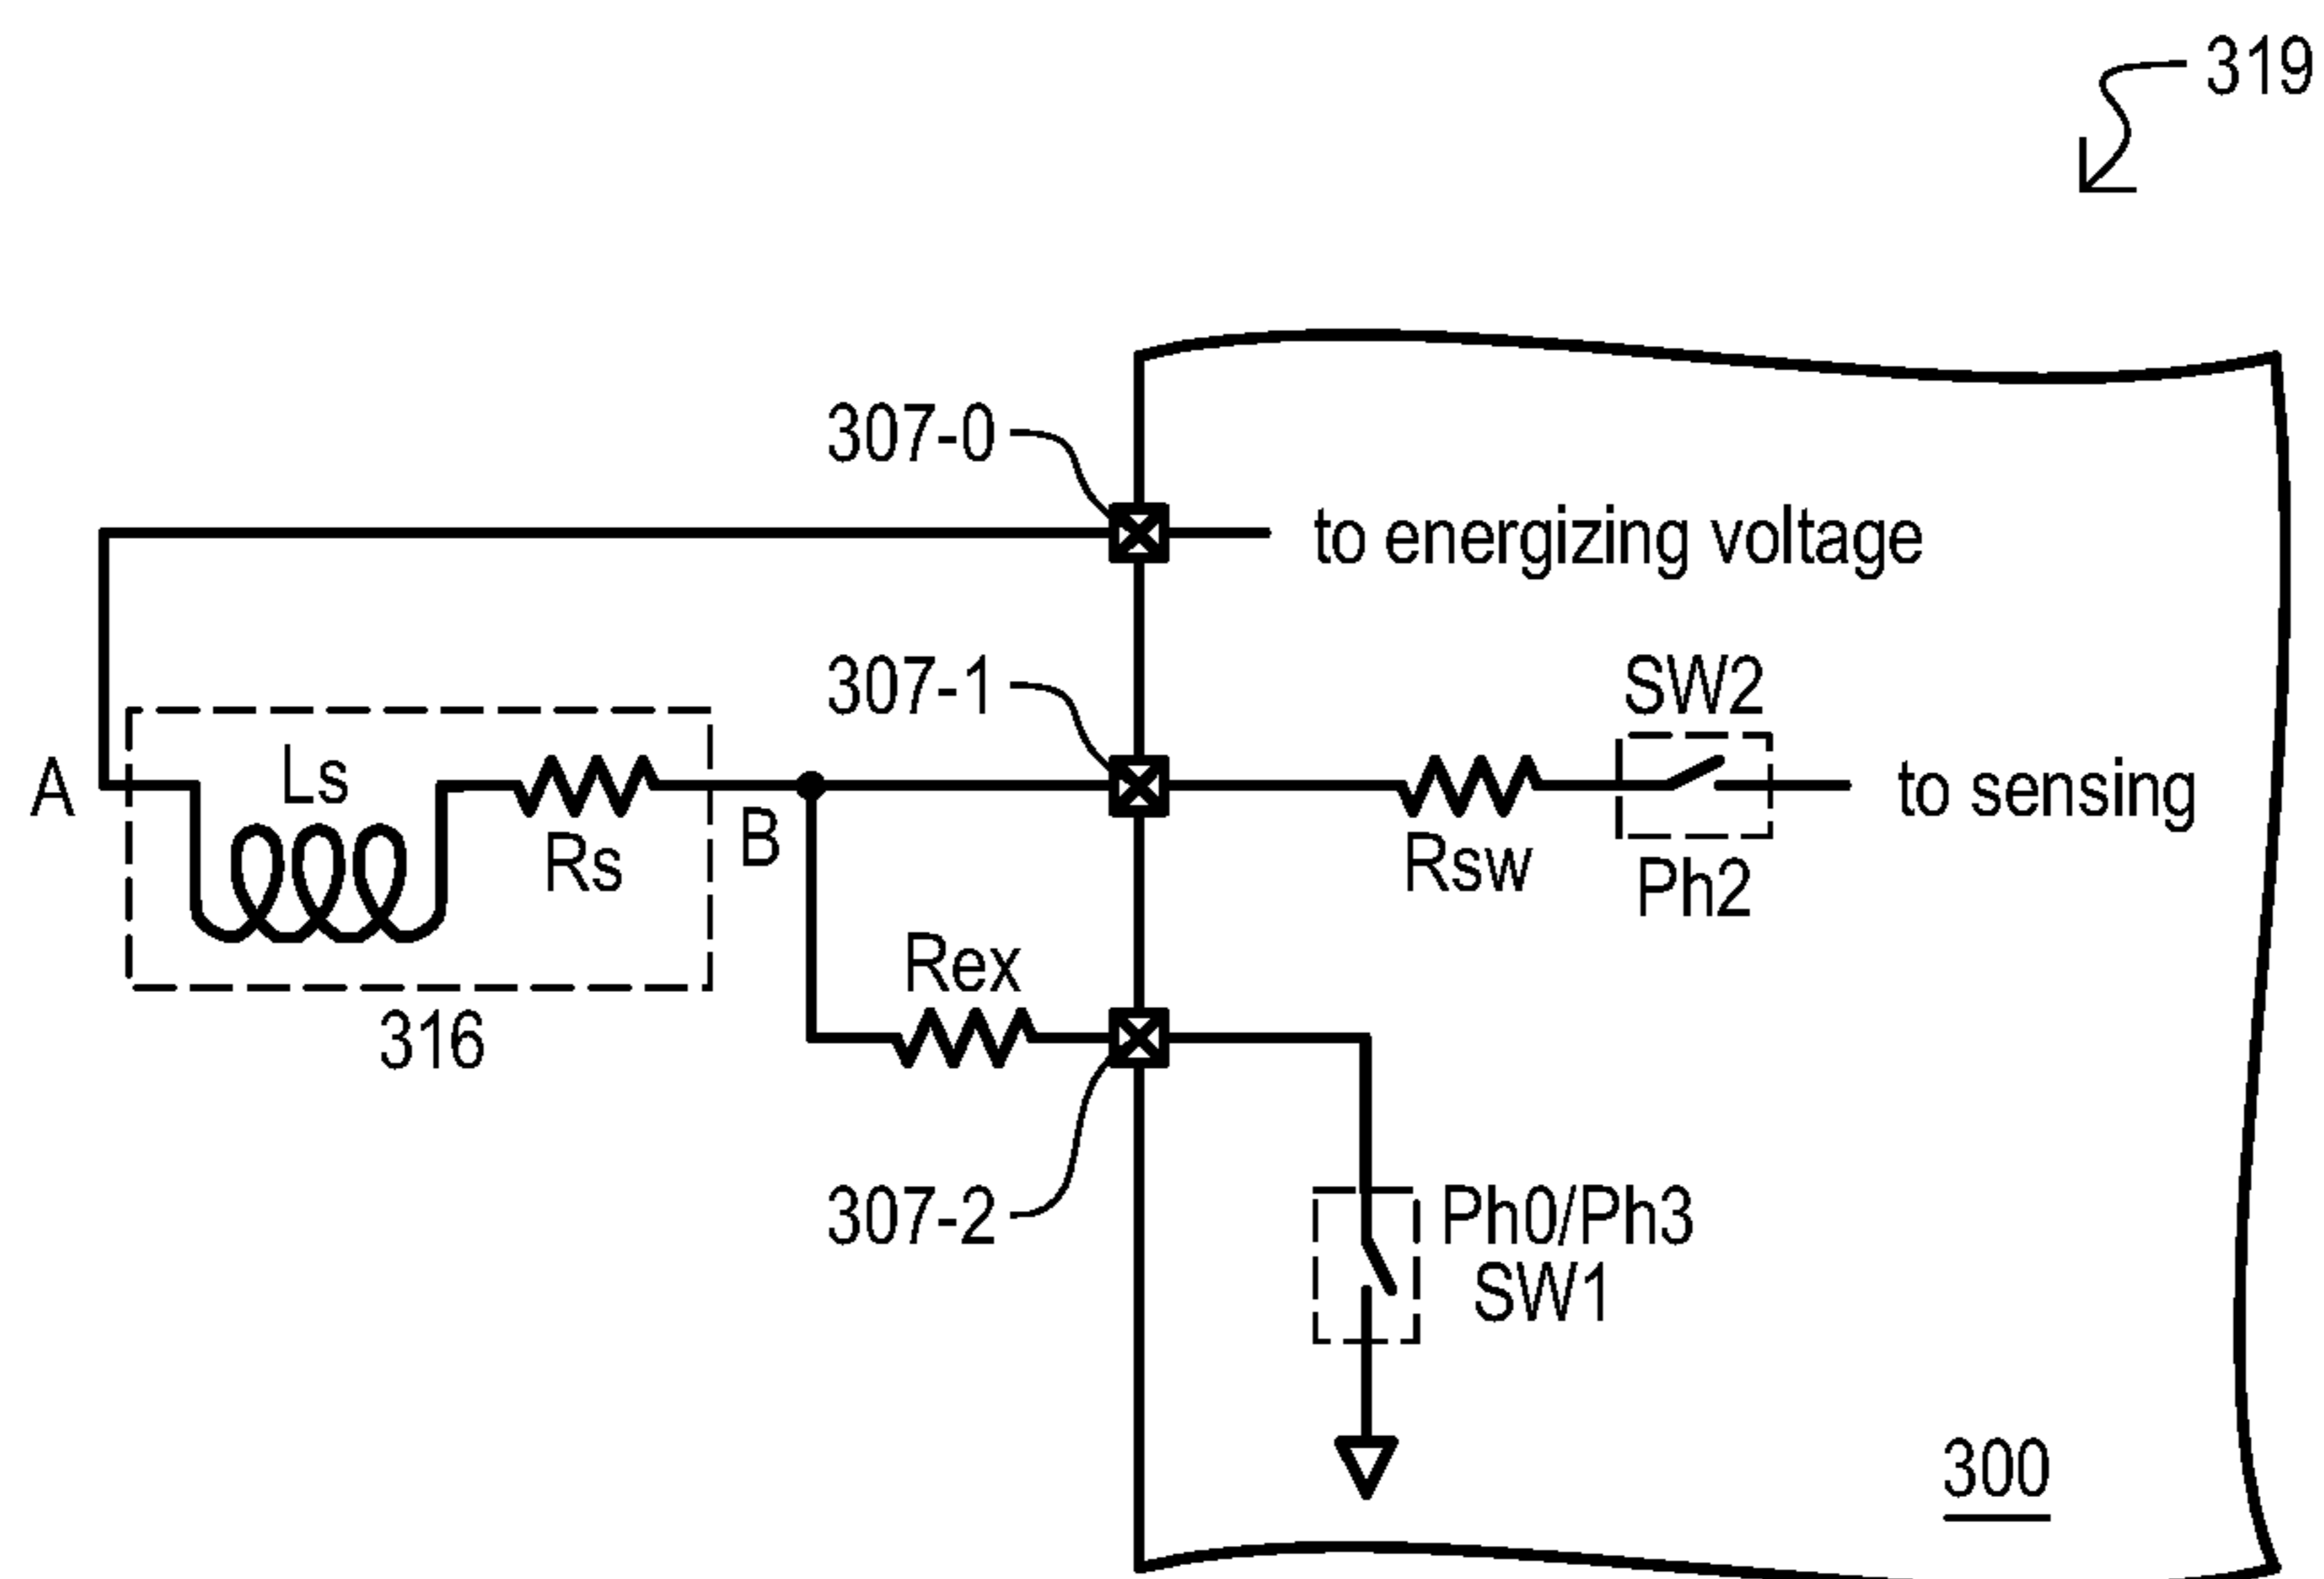 319
307-0
to energizing voltage
307-1
SW2
A
Ls
Rs
B
Rsw
to sensing
Ph2
Rex
316
307-2
Ph0/Ph3
SW1
300